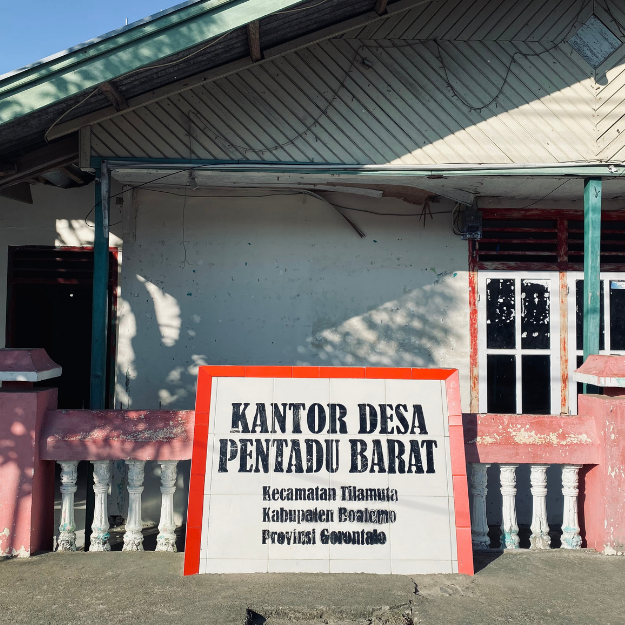 KANTOR DESA
PENTADU BARAT
Kecamatan Tilamuta
Kabupaten Boalemo
Provinsi Gorontalo